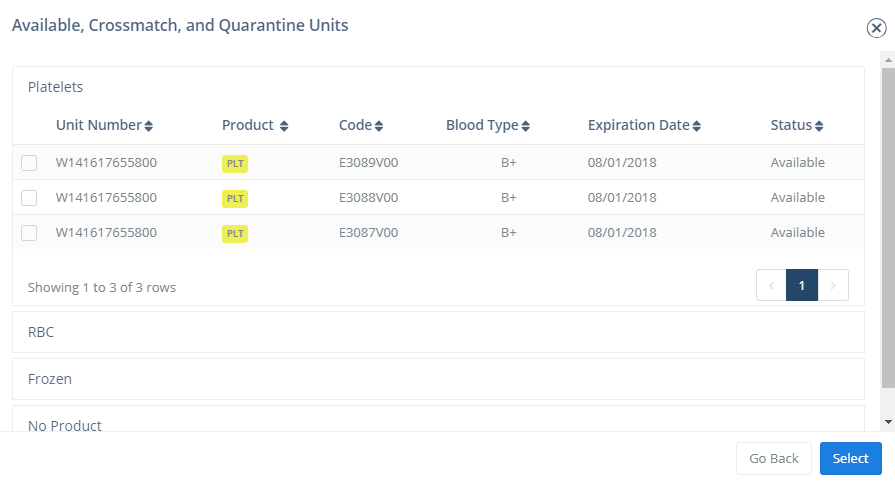 Available, Crossmatch, and Quarantine Units
Platelets
Unit Number Product Code Blood Type Expiration Date Status
W141617655800 PLT E3089V00 B+ 08/01/2018 Available
W141617655800 PLT E3088V00 B+ 08/01/2018 Available
W141617655800 PLT E3087V00 B+ 08/01/2018 Available
Showing 1 to 3 of 3 rows ‹ 1 ›
RBC
Frozen
No Product
Go Back Select